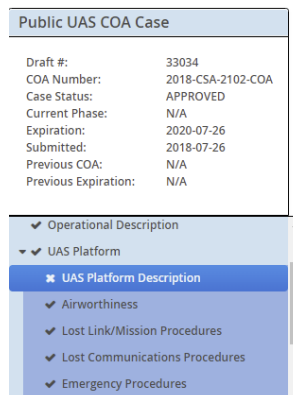 Public UAS COA Case
Draft #: 33034
COA Number: 2018-CSA-2102-COA
Case Status: APPROVED
Current Phase: N/A
Expiration: 2020-07-26
Submitted: 2018-07-26
Previous COA: N/A
Previous Expiration: N/A
Operational Description
UAS Platform
UAS Platform Description
Airworthiness
Lost Link/Mission Procedures
Lost Communications Procedures
Emergency Procedures